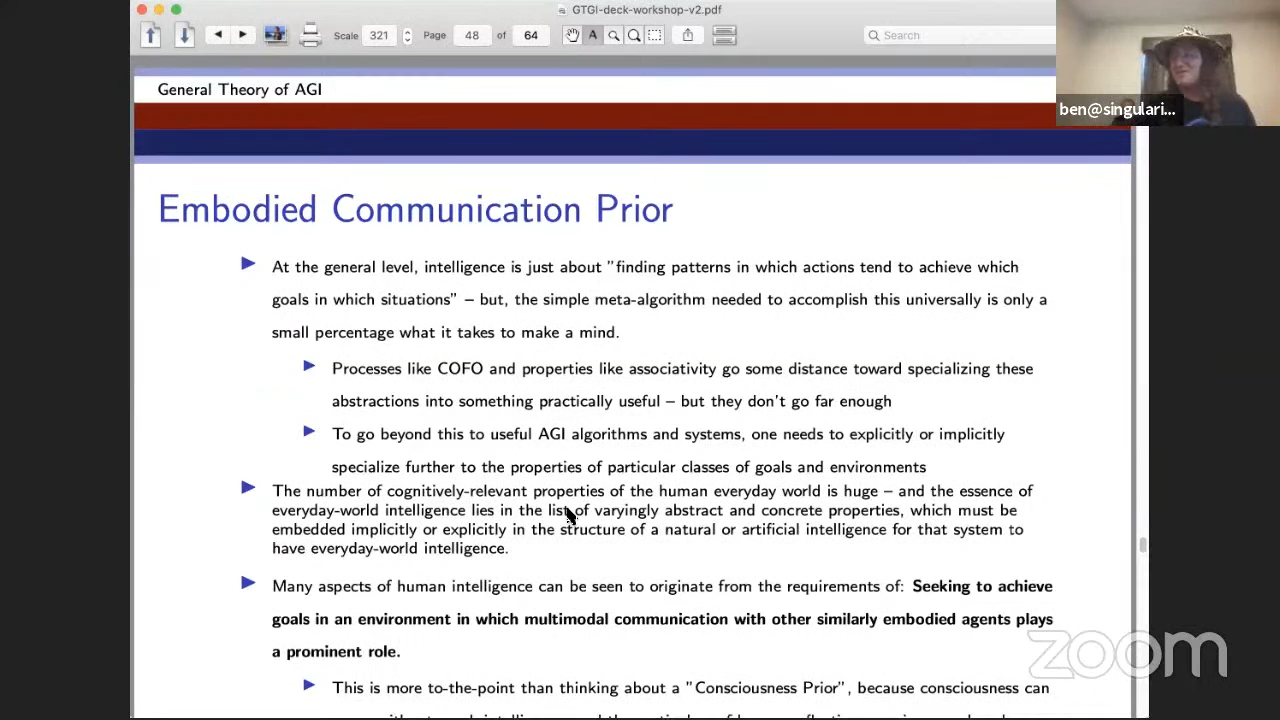 GTGI-deck-workshop-v2.pdf
Scale 321 Page 48 of 64 A Search
ben@singulari...
General Theory of AGI
Embodied Communication Prior
At the general level, intelligence is just about "finding patterns in which actions tend to achieve which
goals in which situations" – but, the simple meta-algorithm needed to accomplish this universally is only a
small percentage what it takes to make a mind.
Processes like COFO and properties like associativity go some distance toward specializing these
abstractions into something practically useful – but they don't go far enough
To go beyond this to useful AGI algorithms and systems, one needs to explicitly or implicitly
specialize further to the properties of particular classes of goals and environments
The number of cognitively-relevant properties of the human everyday world is huge – and the essence of
everyday-world intelligence lies in the list of varyingly abstract and concrete properties, which must be
embedded implicitly or explicitly in the structure of a natural or artificial intelligence for that system to
have everyday-world intelligence.
Many aspects of human intelligence can be seen to originate from the requirements of: Seeking to achieve
goals in an environment in which multimodal communication with other similarly embodied agents plays
a prominent role.
zoom
This is more to-the-point than thinking about a "Consciousness Prior", because consciousness can